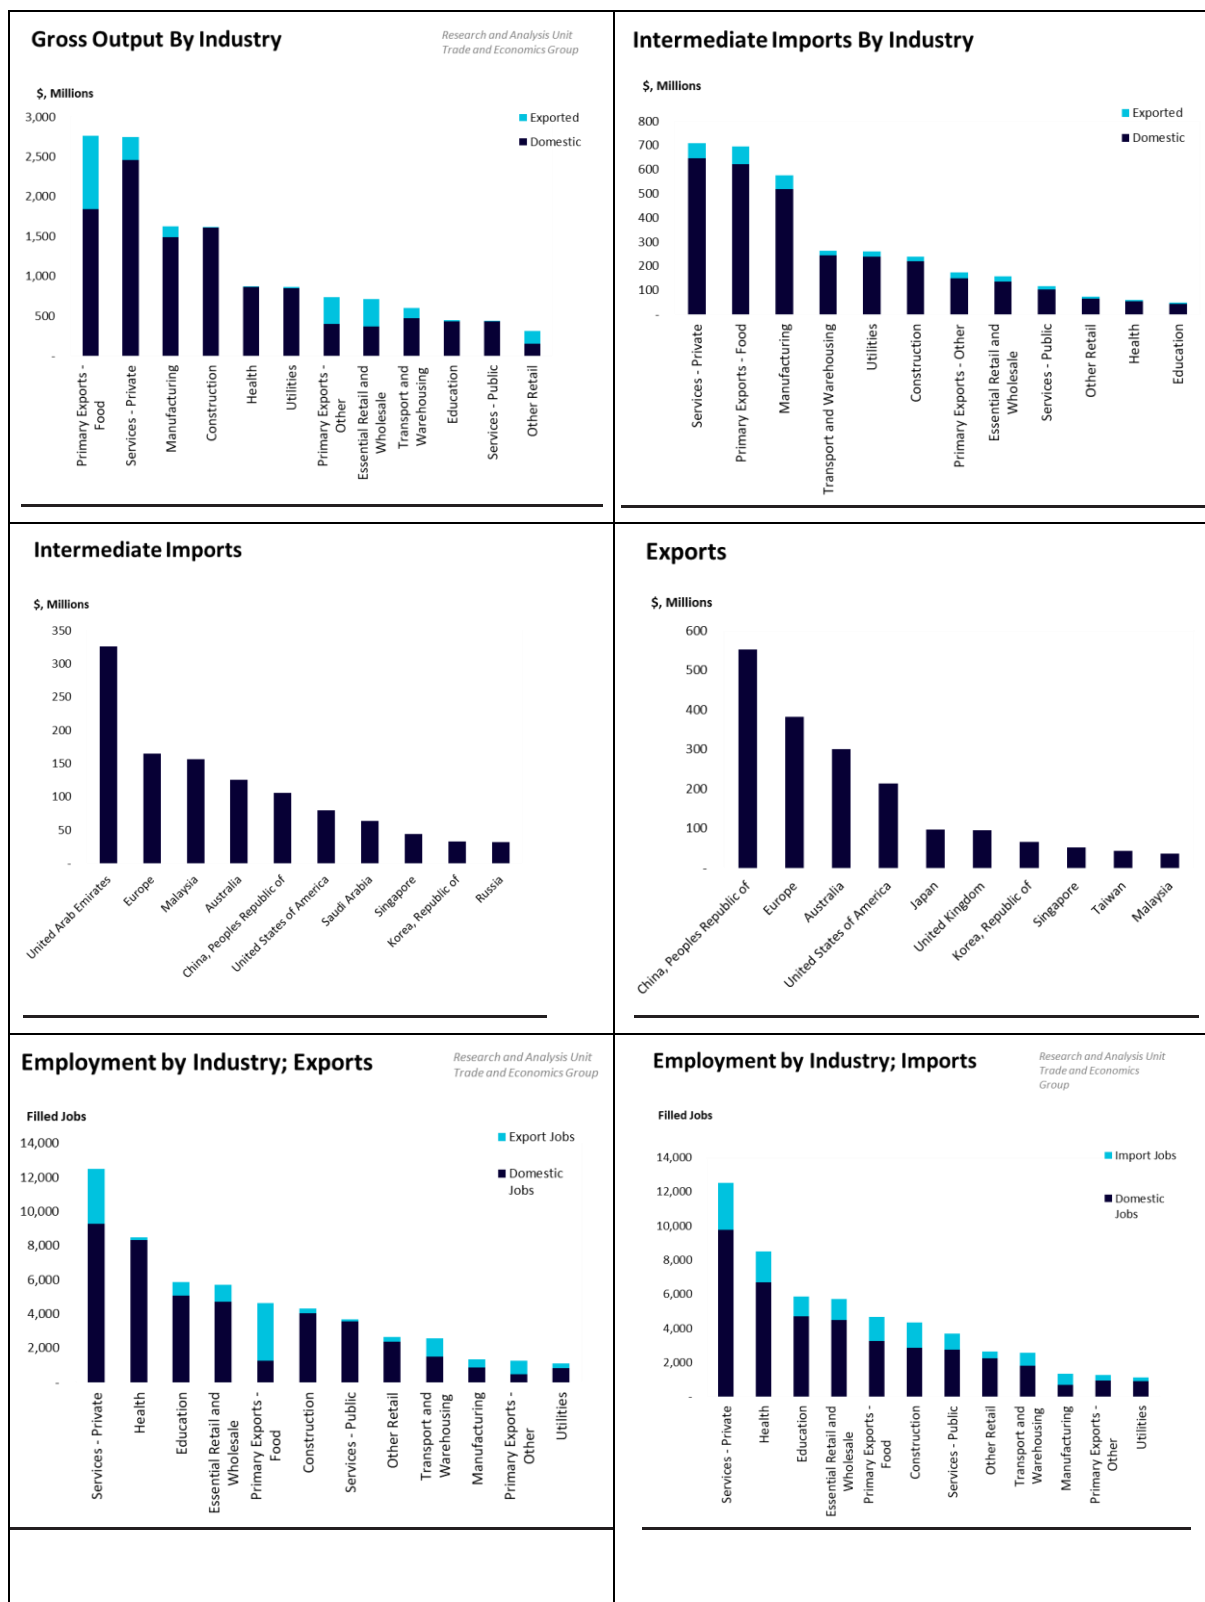 Gross Output By Industry
Research and Analysis Unit
Trade and Economics Group
$, Millions
3,000
2,500
2,000
1,500
1,000
500
-
Exported
Domestic
Primary Exports -
Food
Services - Private
Manufacturing
Construction
Health
Utilities
Primary Exports -
Other
Essential Retail and
Wholesale
Transport and
Warehousing
Education
Services - Public
Other Retail
Intermediate Imports By Industry
$, Millions
800
700
600
500
400
300
200
100
-
Exported
Domestic
Services - Private
Primary Exports - Food
Manufacturing
Transport and Warehousing
Utilities
Construction
Primary Exports - Other
Essential Retail and
Wholesale
Services - Public
Other Retail
Health
Education
Intermediate Imports
$, Millions
350
300
250
200
150
100
50
-
United Arab Emirates
Europe
Malaysia
Australia
China, Peoples Republic of
United States of America
Saudi Arabia
Singapore
Korea, Republic of
Russia
Exports
$, Millions
600
500
400
300
200
100
-
China, Peoples Republic of
Europe
Australia
United States of America
Japan
United Kingdom
Korea, Republic of
Singapore
Taiwan
Malaysia
Employment by Industry; Exports
Research and Analysis Unit
Trade and Economics Group
Filled Jobs
14,000
12,000
10,000
8,000
6,000
4,000
2,000
-
Export Jobs
Domestic
Jobs
Services - Private
Health
Education
Essential Retail and
Wholesale
Primary Exports -
Food
Construction
Services - Public
Other Retail
Transport and
Warehousing
Manufacturing
Primary Exports -
Other
Utilities
Employment by Industry; Imports
Research and Analysis Unit
Trade and Economics
Group
Filled Jobs
14,000
12,000
10,000
8,000
6,000
4,000
2,000
-
Import Jobs
Domestic
Jobs
Services - Private
Health
Education
Essential Retail and
Wholesale
Primary Exports -
Food
Construction
Services - Public
Other Retail
Transport and
Warehousing
Manufacturing
Primary Exports -
Other
Utilities